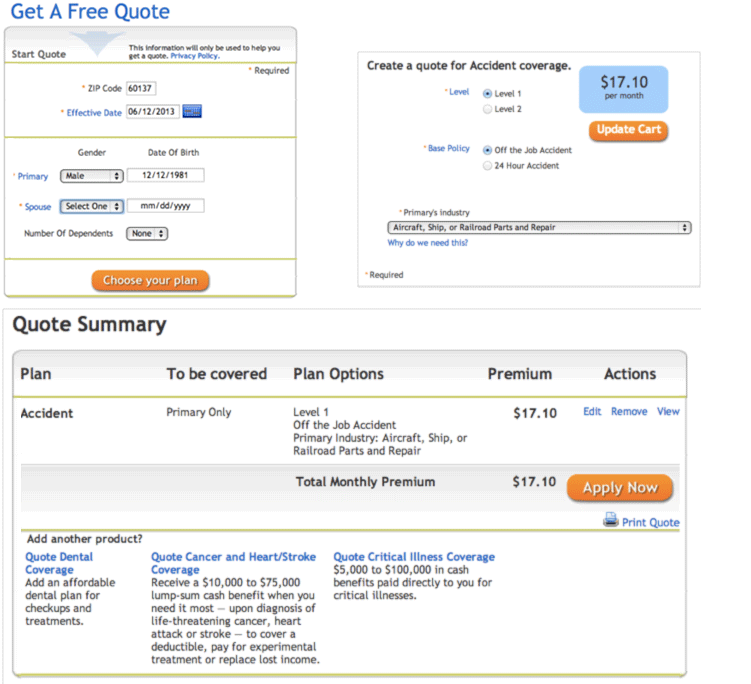 Get A Free Quote
Start Quote
This information will only be used to help you
get a quote. Privacy Policy.
* Required
* ZIP Code 60137
* Effective Date 06/12/2013
Gender Date Of Birth
* Primary Male 12/12/1981
* Spouse Select One mm/dd/yyyy
Number Of Dependents None
Choose your plan
Create a quote for Accident coverage.
* Level Level 1
Level 2
$17.10
per month
Update Cart
* Base Policy Off the Job Accident
24 Hour Accident
* Primary's Industry
Aircraft, Ship, or Railroad Parts and Repair
Why do we need this?
* Required
Quote Summary
Plan To be covered Plan Options Premium Actions
Accident Primary Only Level 1 $17.10 Edit Remove View
Off the Job Accident
Primary Industry: Aircraft, Ship, or
Railroad Parts and Repair
Total Monthly Premium $17.10 Apply Now
Print Quote
Add another product?
Quote Dental
Coverage
Add an affordable
dental plan for
checkups and
treatments.
Quote Cancer and Heart/Stroke
Coverage
Receive a $10,000 to $75,000
lump-sum cash benefit when you
need it most — upon diagnosis of
life-threatening cancer, heart
attack or stroke — to cover a
deductible, pay for experimental
treatment or replace lost income.
Quote Critical Illness Coverage
$5,000 to $100,000 in cash
benefits paid directly to you for
critical illnesses.